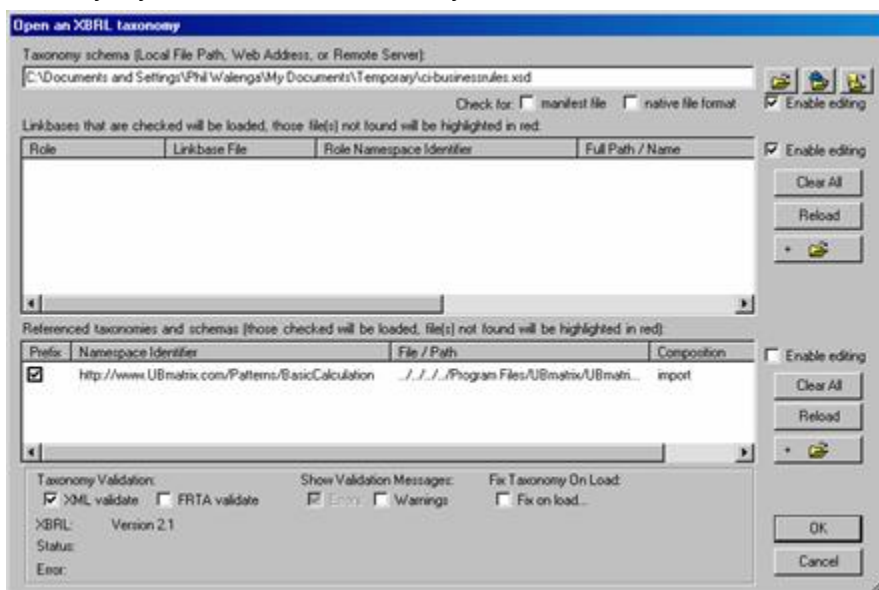 Open an XBRL taxonomy
Taxonomy schema (Local File Path, Web Address, or Remote Server):
C:\Documents and Settings\Phil Walenga\My Documents\Temporary\ci-businessrules.xsd
Check for: manifest file native file format Enable editing
Linkbases that are checked will be loaded, those file(s) not found will be highlighted in red:
Role Linkbase File Role Namespace Identifier Full Path / Name Enable editing
Clear All
Reload
+
Referenced taxonomies and schemas (those checked will be loaded, file(s) not found will be highlighted in red):
Prefix Namespace Identifier File / Path Composition Enable editing
http://www.UBmatrix.com/Patterns/BasicCalculation ../../../../Program Files/UBmatrix/UBmatri... import
Clear All
Reload
+
Taxonomy Validation: Show Validation Messages: Fix Taxonomy On Load:
XML validate FRTA validate Errors Warnings Fix on load...
XBRL: Version 2.1
OK
Status:
Error:
Cancel